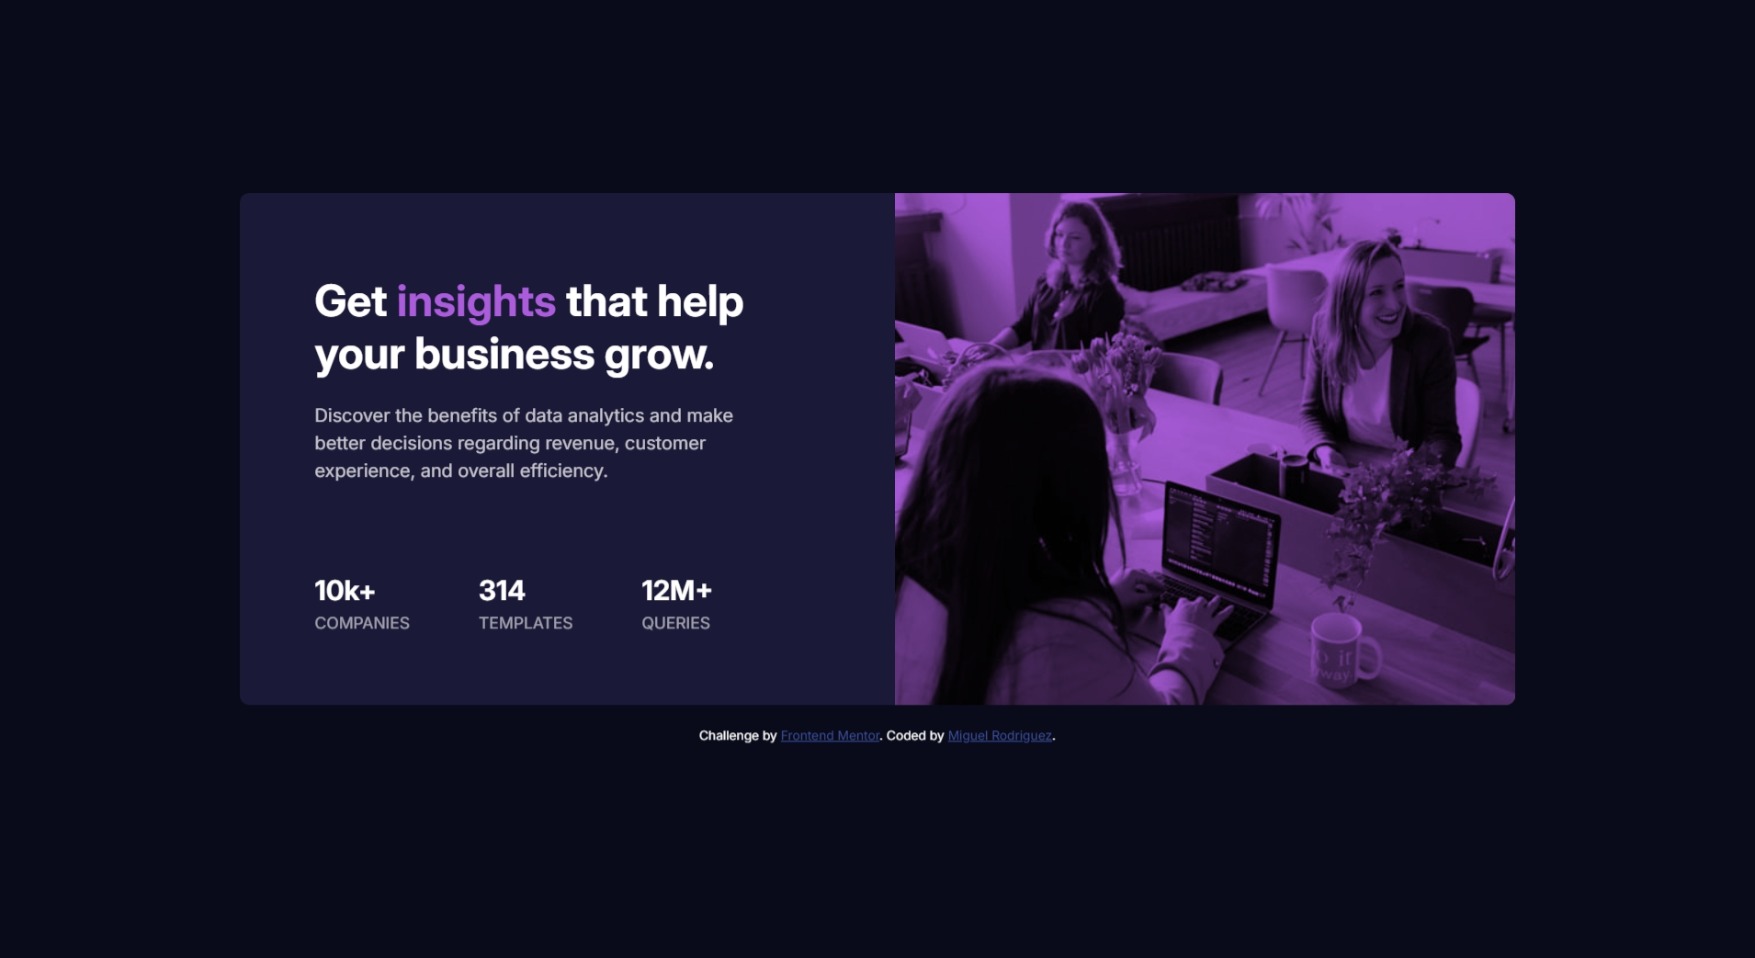 Get insights that help
your business grow.
Discover the benefits of data analytics and make
better decisions regarding revenue, customer
experience, and overall efficiency.
10k+ 314 12M+
COMPANIES TEMPLATES QUERIES
Challenge by Frontend Mentor. Coded by Miguel Rodriguez.